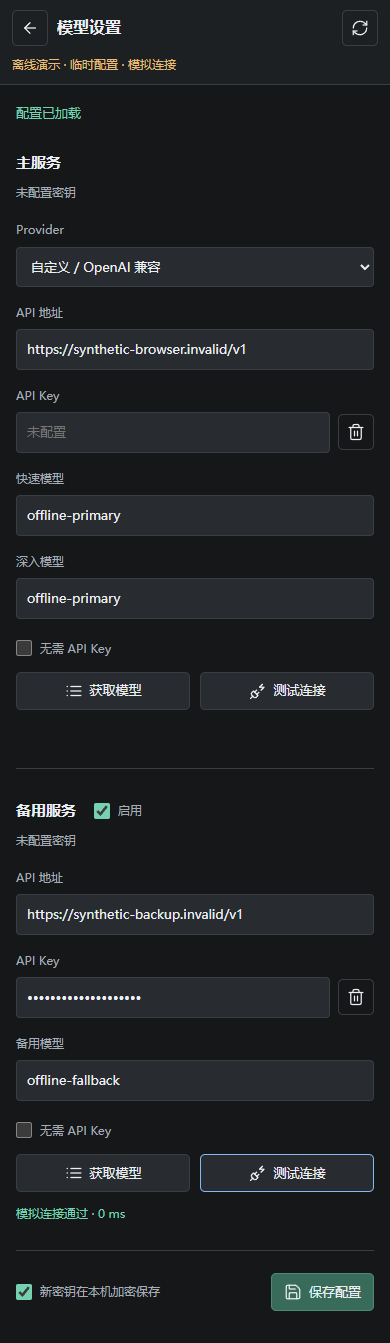 模型设置
离线演示 · 临时配置 · 模拟连接
配置已加载
主服务
未配置密钥
Provider
自定义 / OpenAI 兼容
API 地址
https://synthetic-browser.invalid/v1
API Key
未配置
快速模型
offline-primary
深入模型
offline-primary
无需 API Key
获取模型 测试连接
备用服务 启用
未配置密钥
API 地址
https://synthetic-backup.invalid/v1
API Key
••••••••••••••••••••
备用模型
offline-fallback
无需 API Key
获取模型 测试连接
模拟连接通过 · 0 ms
新密钥在本机加密保存 保存配置